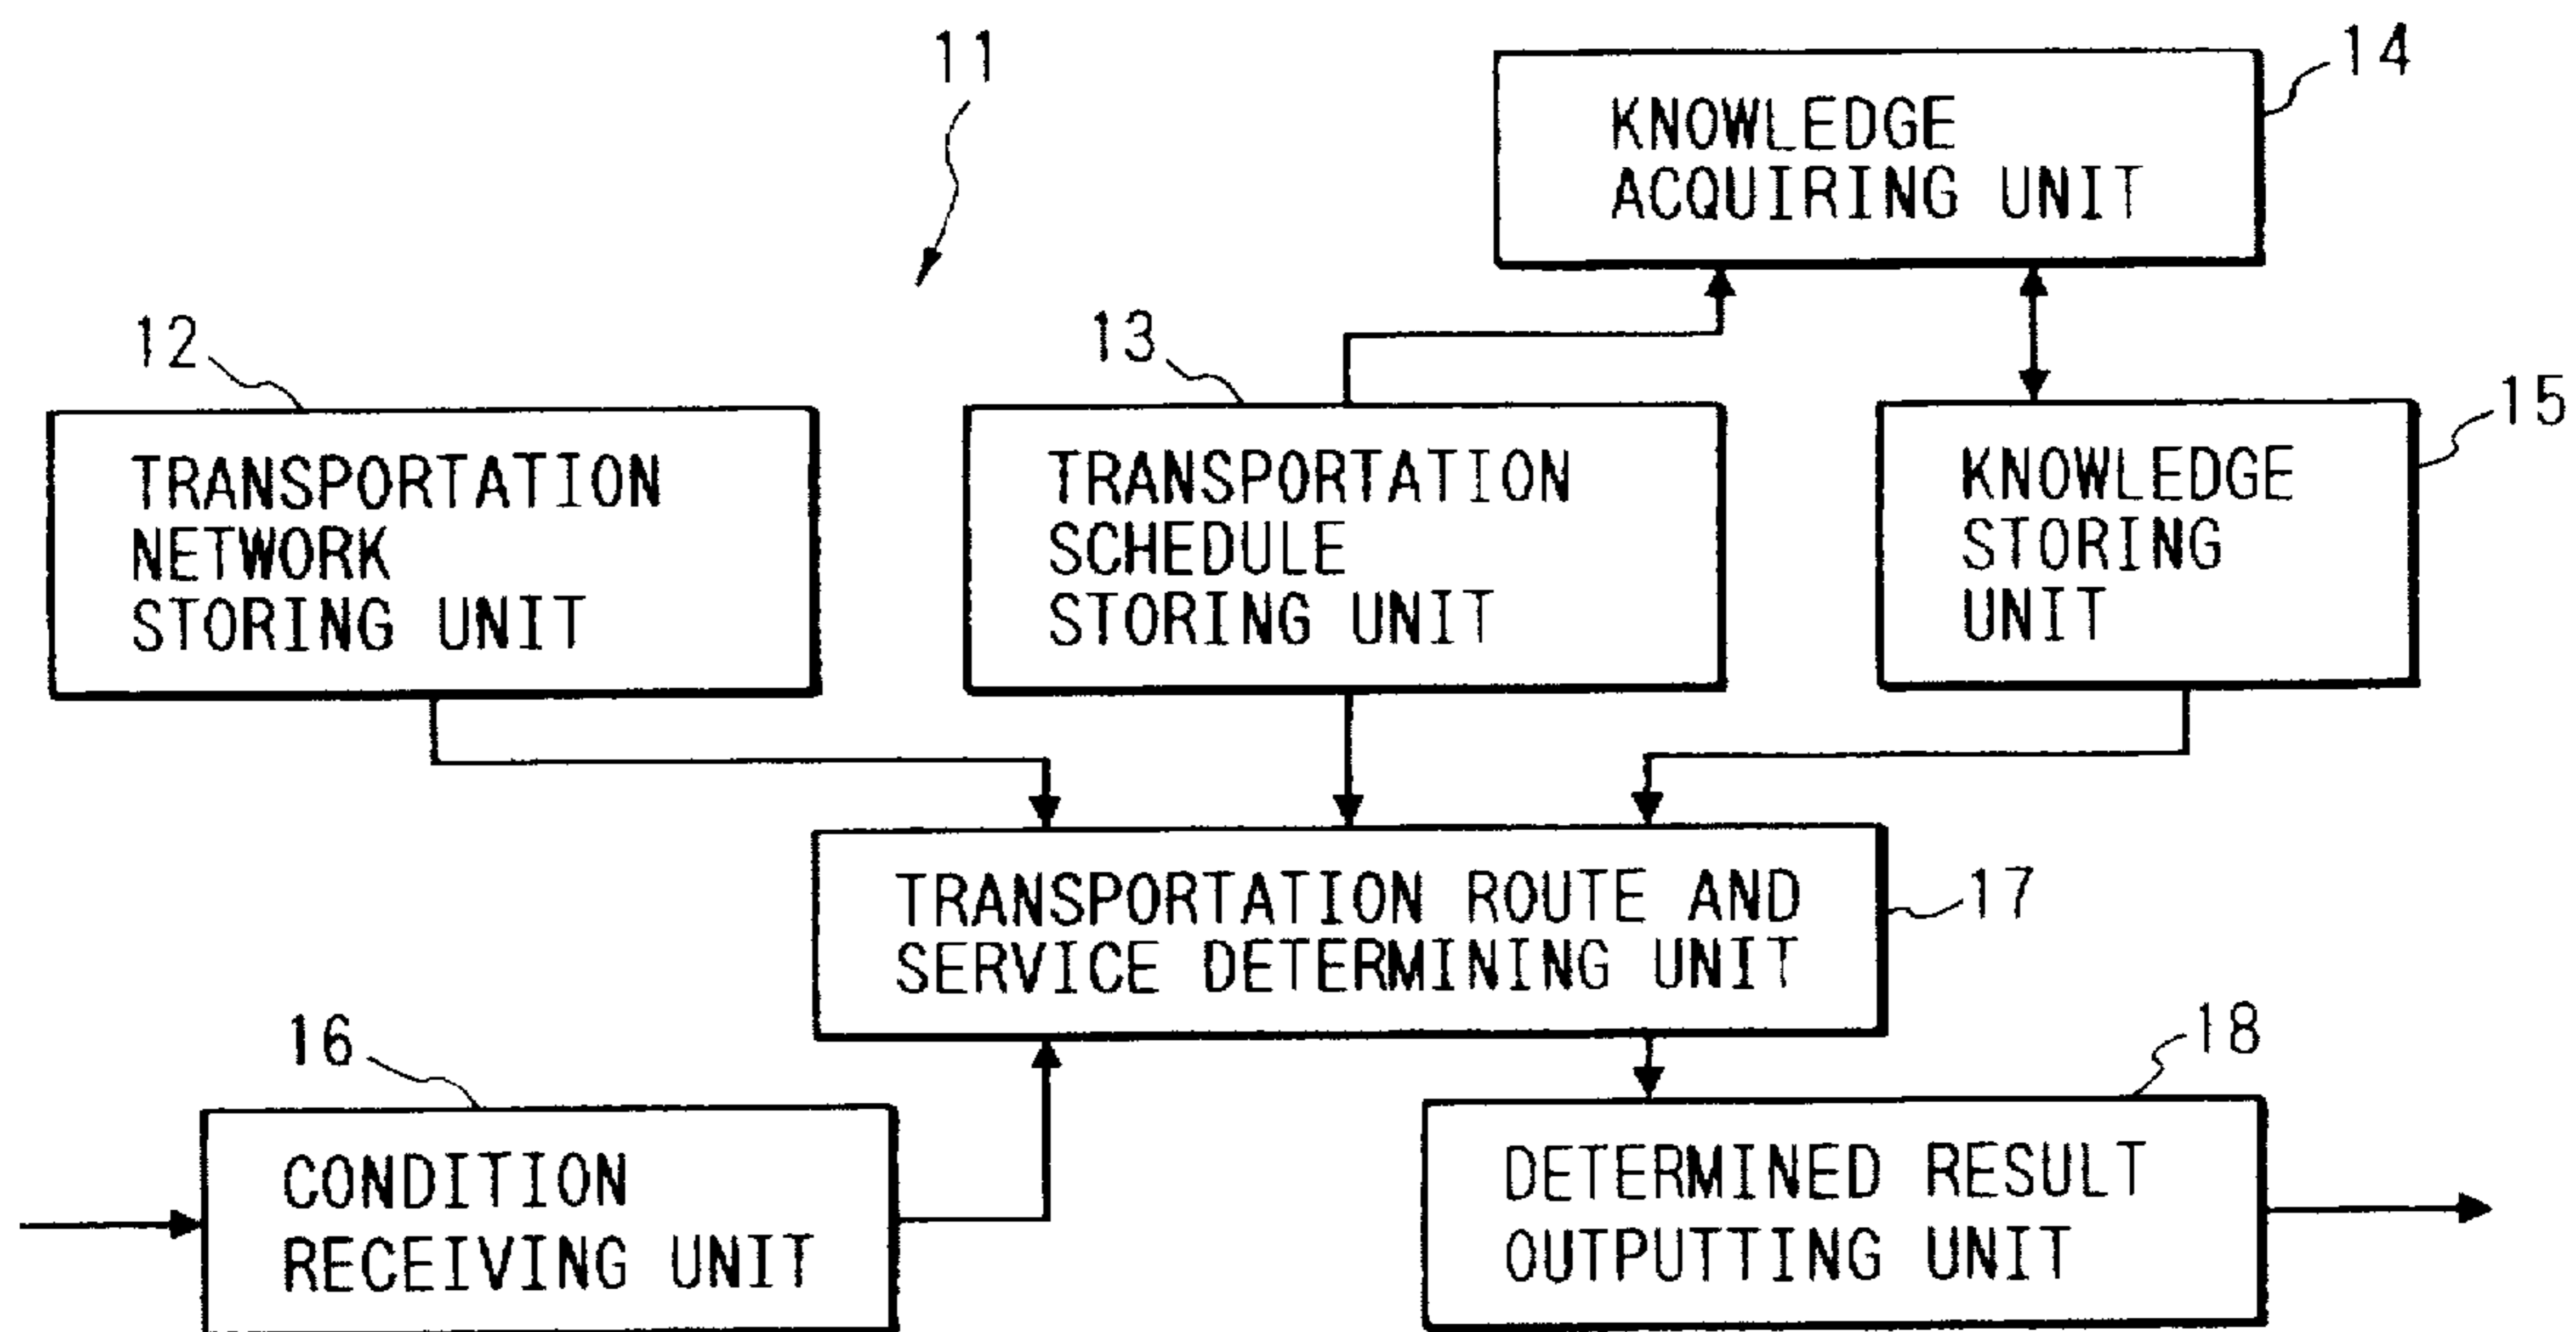 11
14
KNOWLEDGE
ACQUIRING UNIT
12
13
15
TRANSPORTATION
NETWORK
STORING UNIT
TRANSPORTATION
SCHEDULE
STORING UNIT
KNOWLEDGE
STORING
UNIT
TRANSPORTATION ROUTE AND
SERVICE DETERMINING UNIT
17
16
18
CONDITION
RECEIVING UNIT
DETERMINED RESULT
OUTPUTTING UNIT